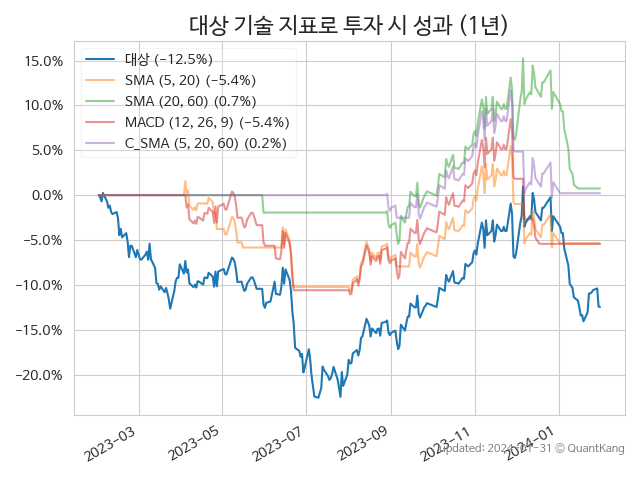 대상 기술 지표로 투자 시 성과 (1년)
대상 (−12.5%)
SMA (5, 20) (−5.4%)
SMA (20, 60) (0.7%)
MACD (12, 26, 9) (−5.4%)
C_SMA (5, 20, 60) (0.2%)
15.0%
10.0%
5.0%
0.0%
−5.0%
−10.0%
−15.0%
−20.0%
2023−03
2023−05
2023−07
2023−09
2023−11
2024−01
updated: 2024−01−31 © QuantKang